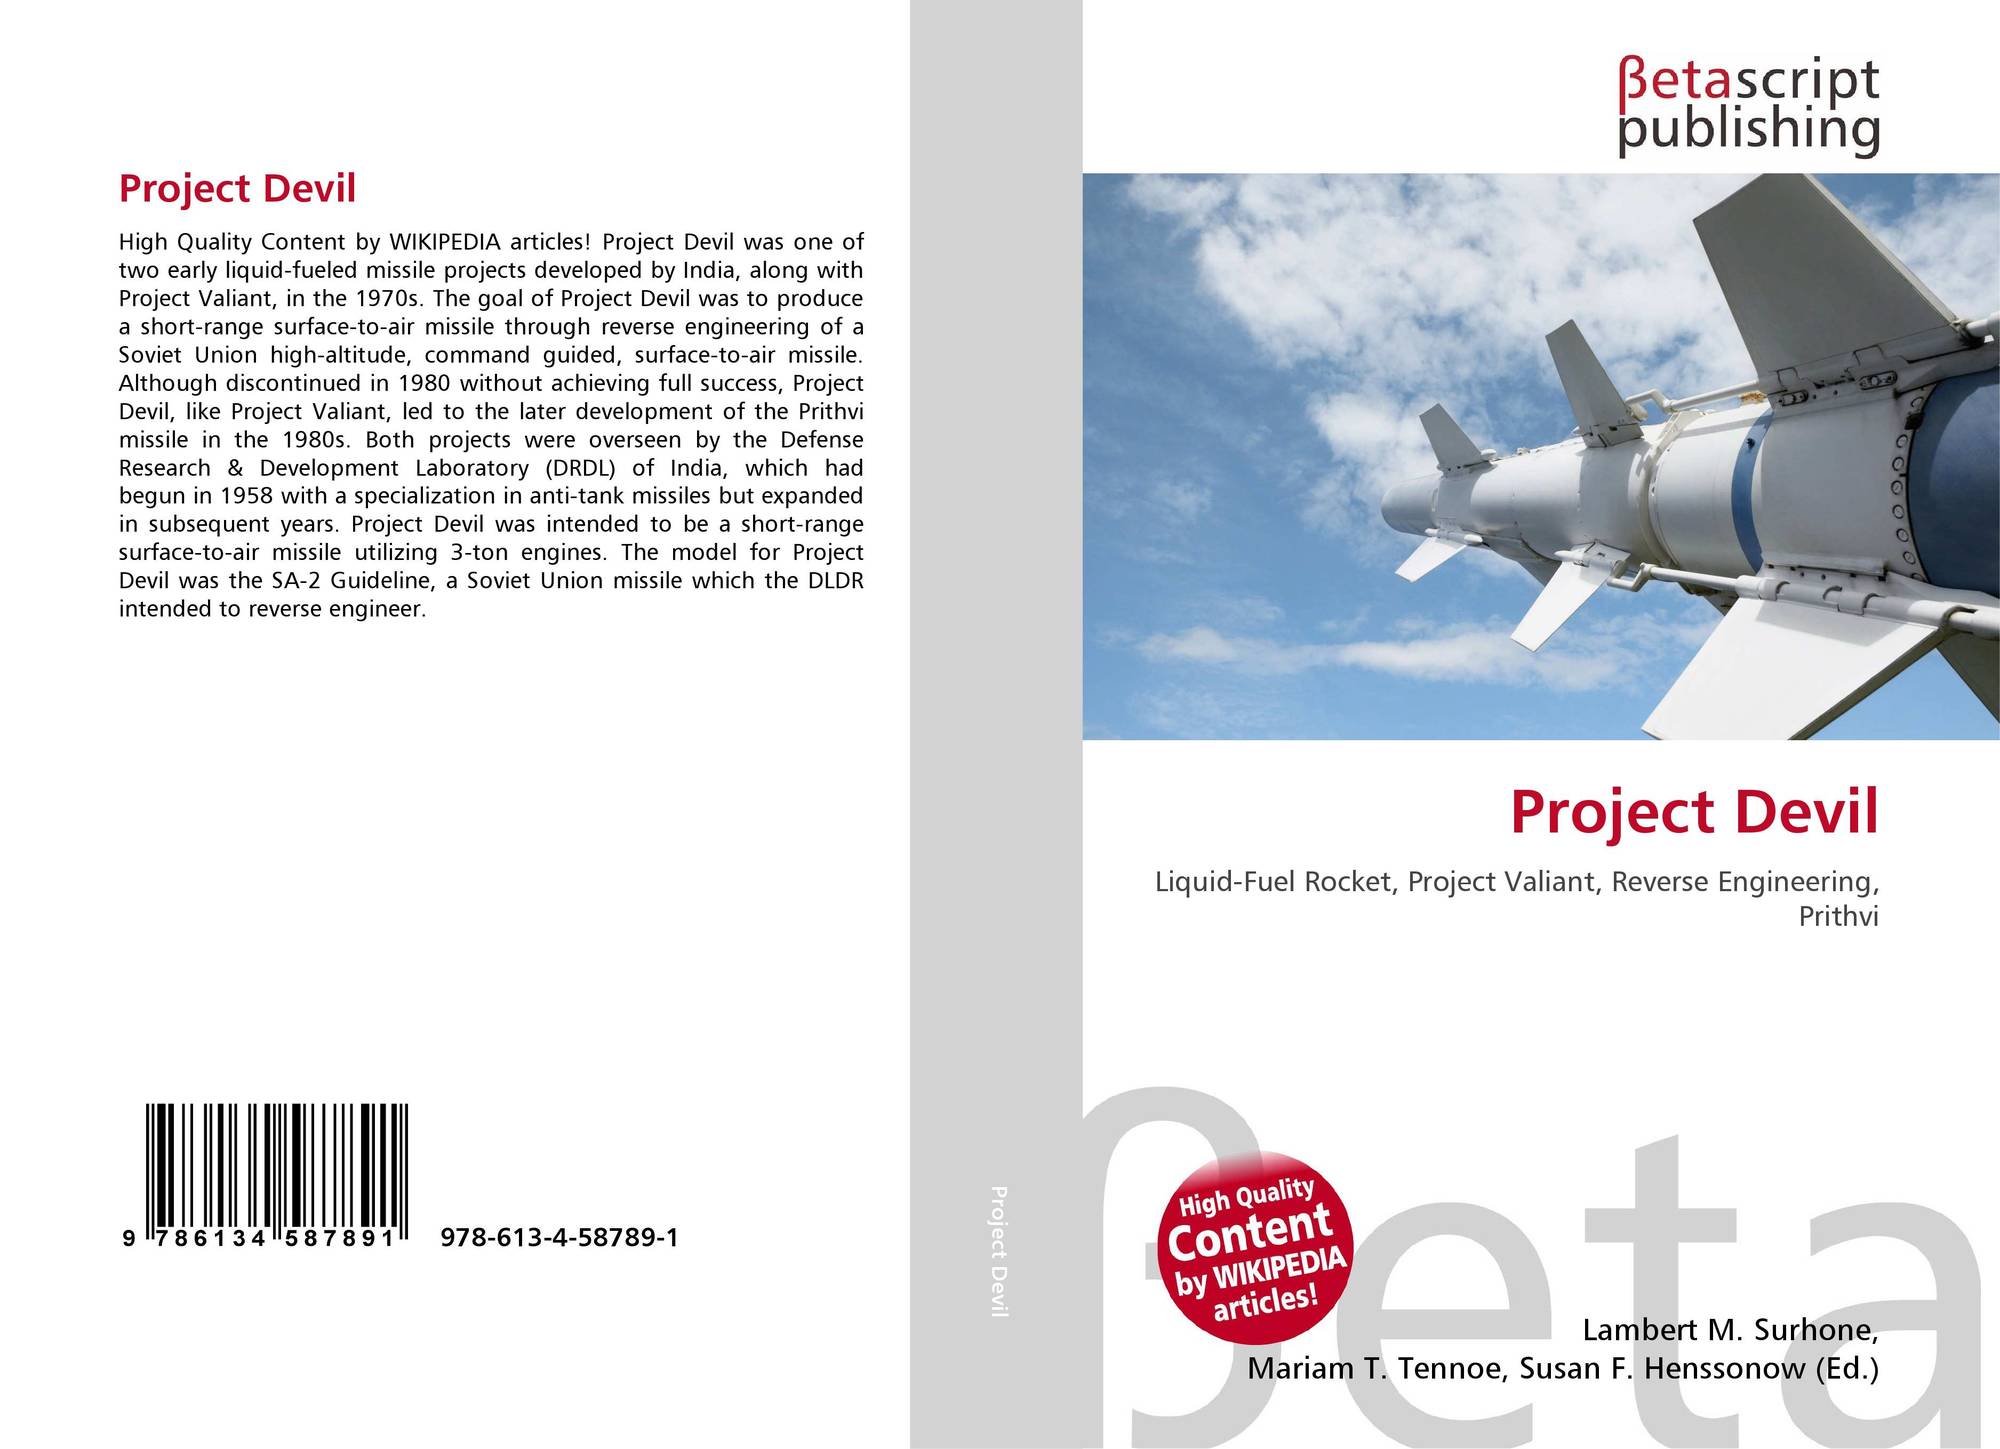 Project Devil
High Quality Content by WIKIPEDIA articles! Project Devil was one of
two early liquid-fueled missile projects developed by India, along with
Project Valiant, in the 1970s. The goal of Project Devil was to produce
a short-range surface-to-air missile through reverse engineering of a
Soviet Union high-altitude, command guided, surface-to-air missile.
Although discontinued in 1980 without achieving full success, Project
Devil, like Project Valiant, led to the later development of the Prithvi
missile in the 1980s. Both projects were overseen by the Defense
Research & Development Laboratory (DRDL) of India, which had
begun in 1958 with a specialization in anti-tank missiles but expanded
in subsequent years. Project Devil was intended to be a short-range
surface-to-air missile utilizing 3-ton engines. The model for Project
Devil was the SA-2 Guideline, a Soviet Union missile which the DLDR
intended to reverse engineer.
9 786134 587891
978-613-4-58789-1
Project Devil
βetascript
publishing
Project Devil
Liquid-Fuel Rocket, Project Valiant, Reverse Engineering,
Prithvi
βeta
High Quality
Content
by WIKIPEDIA
articles!
Lambert M. Surhone,
Mariam T. Tennoe, Susan F. Henssonow (Ed.)